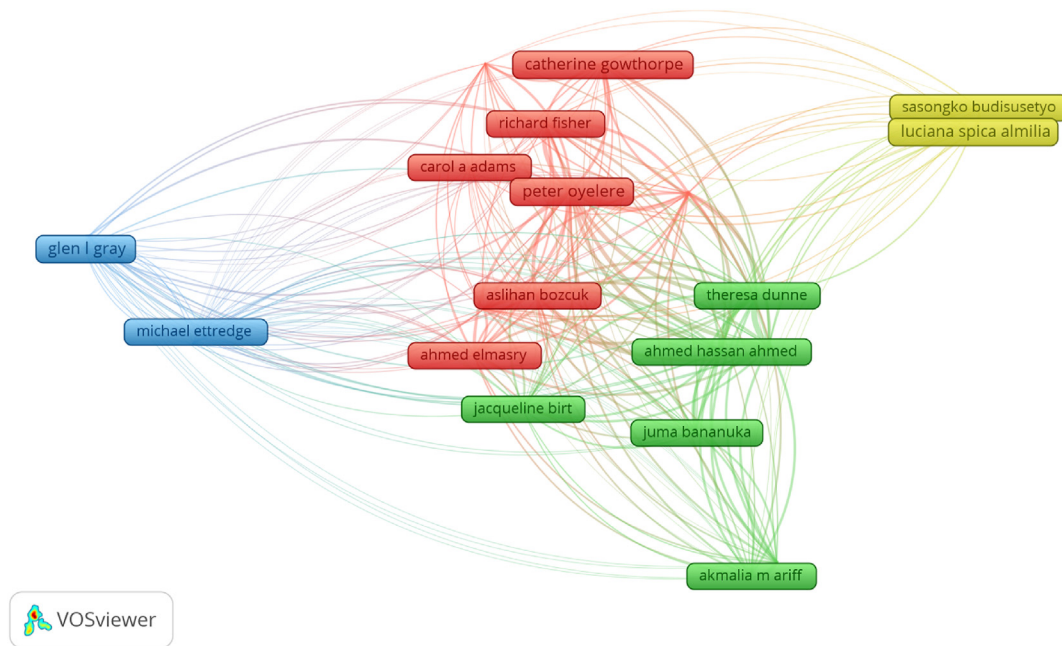 catherine gowthorpe
sasongko budisusetyo
luciana spica almilia
richard fisher
carol a adams
peter oyelere
glen l gray
aslihan bozcuk
theresa dunne
michael ettredge
ahmed elmasry
ahmed hassan ahmed
jacqueline birt
juma bananuka
akmalia m ariff
VOSviewer